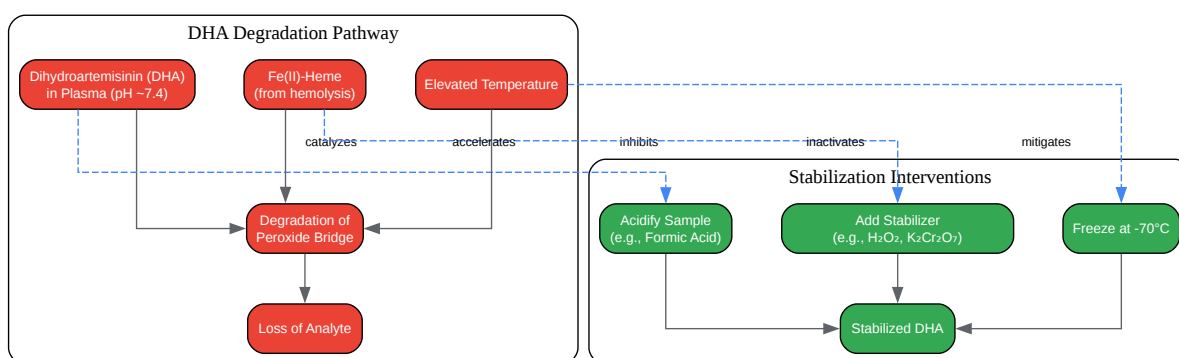 DHA Degradation Pathway
Dihydroartemisinin (DHA)
in Plasma (pH ~7.4)
Fe(II)-Heme
(from hemolysis)
Elevated Temperature
catalyzes
accelerates
inhibits
inactivates
mitigates
Stabilization Interventions
Degradation of
Peroxide Bridge
Acidify Sample
(e.g., Formic Acid)
Add Stabilizer
(e.g., H₂O₂, K₂Cr₂O₇)
Freeze at -70°C
Loss of Analyte
Stabilized DHA